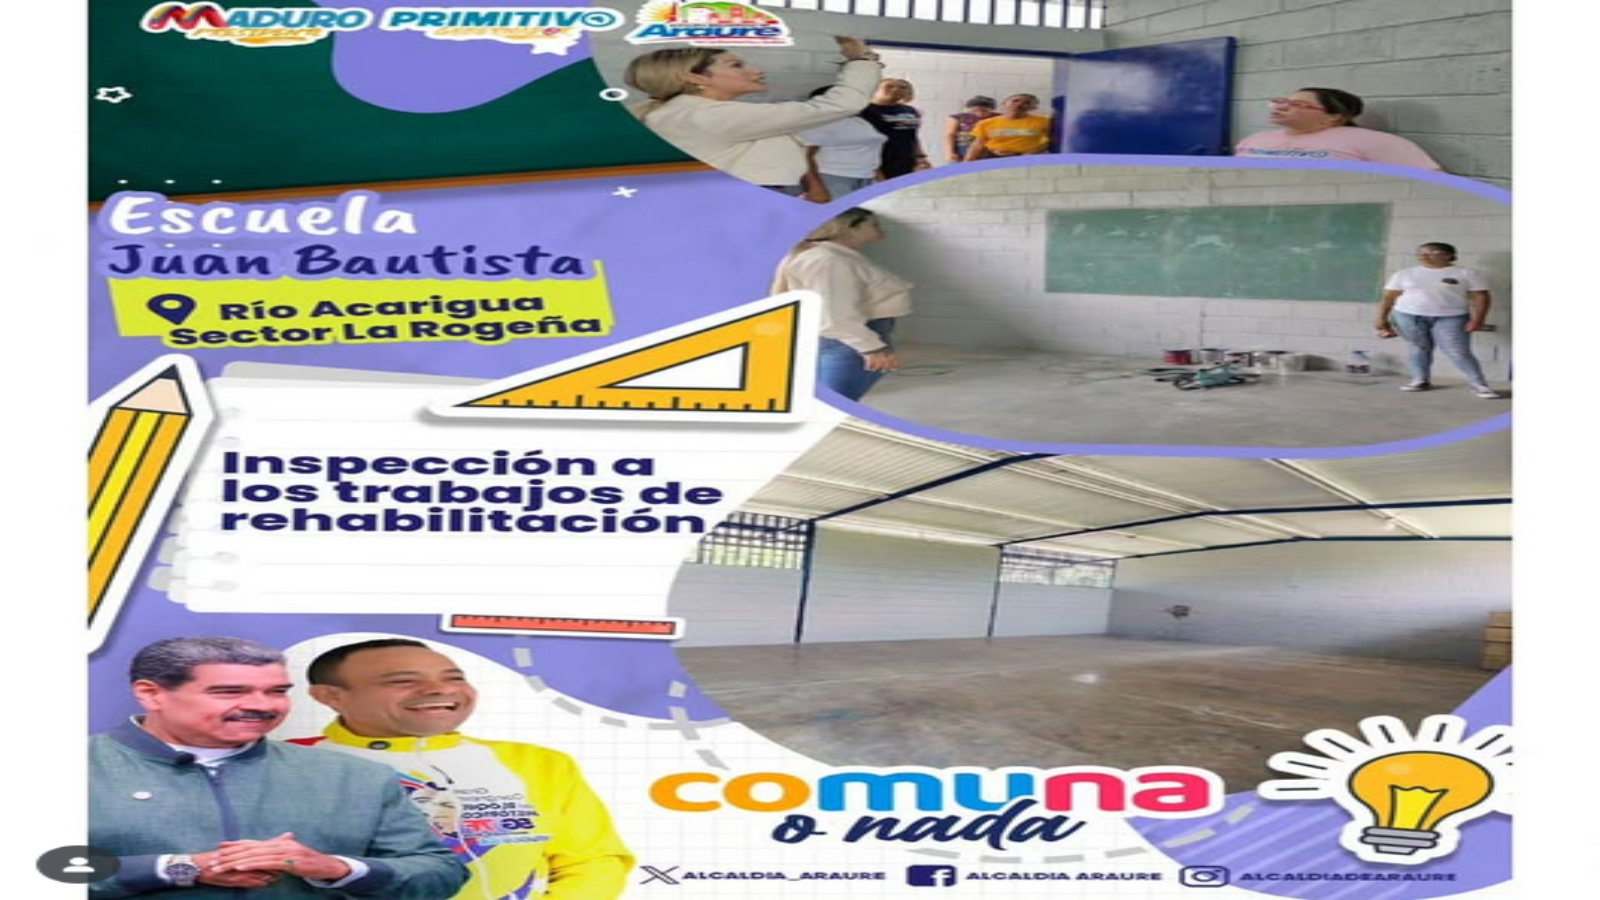 MADURO PRIMITIVO
Araure
Escuela
Juan Bautista
Río Acarigua
Sector La Rogeña
Inspección a
los trabajos de
rehabilitación
comuna
o nada
ALCALDIA_ARAURE
ALCALDIA ARAURE
ALCALDIADEARAURE